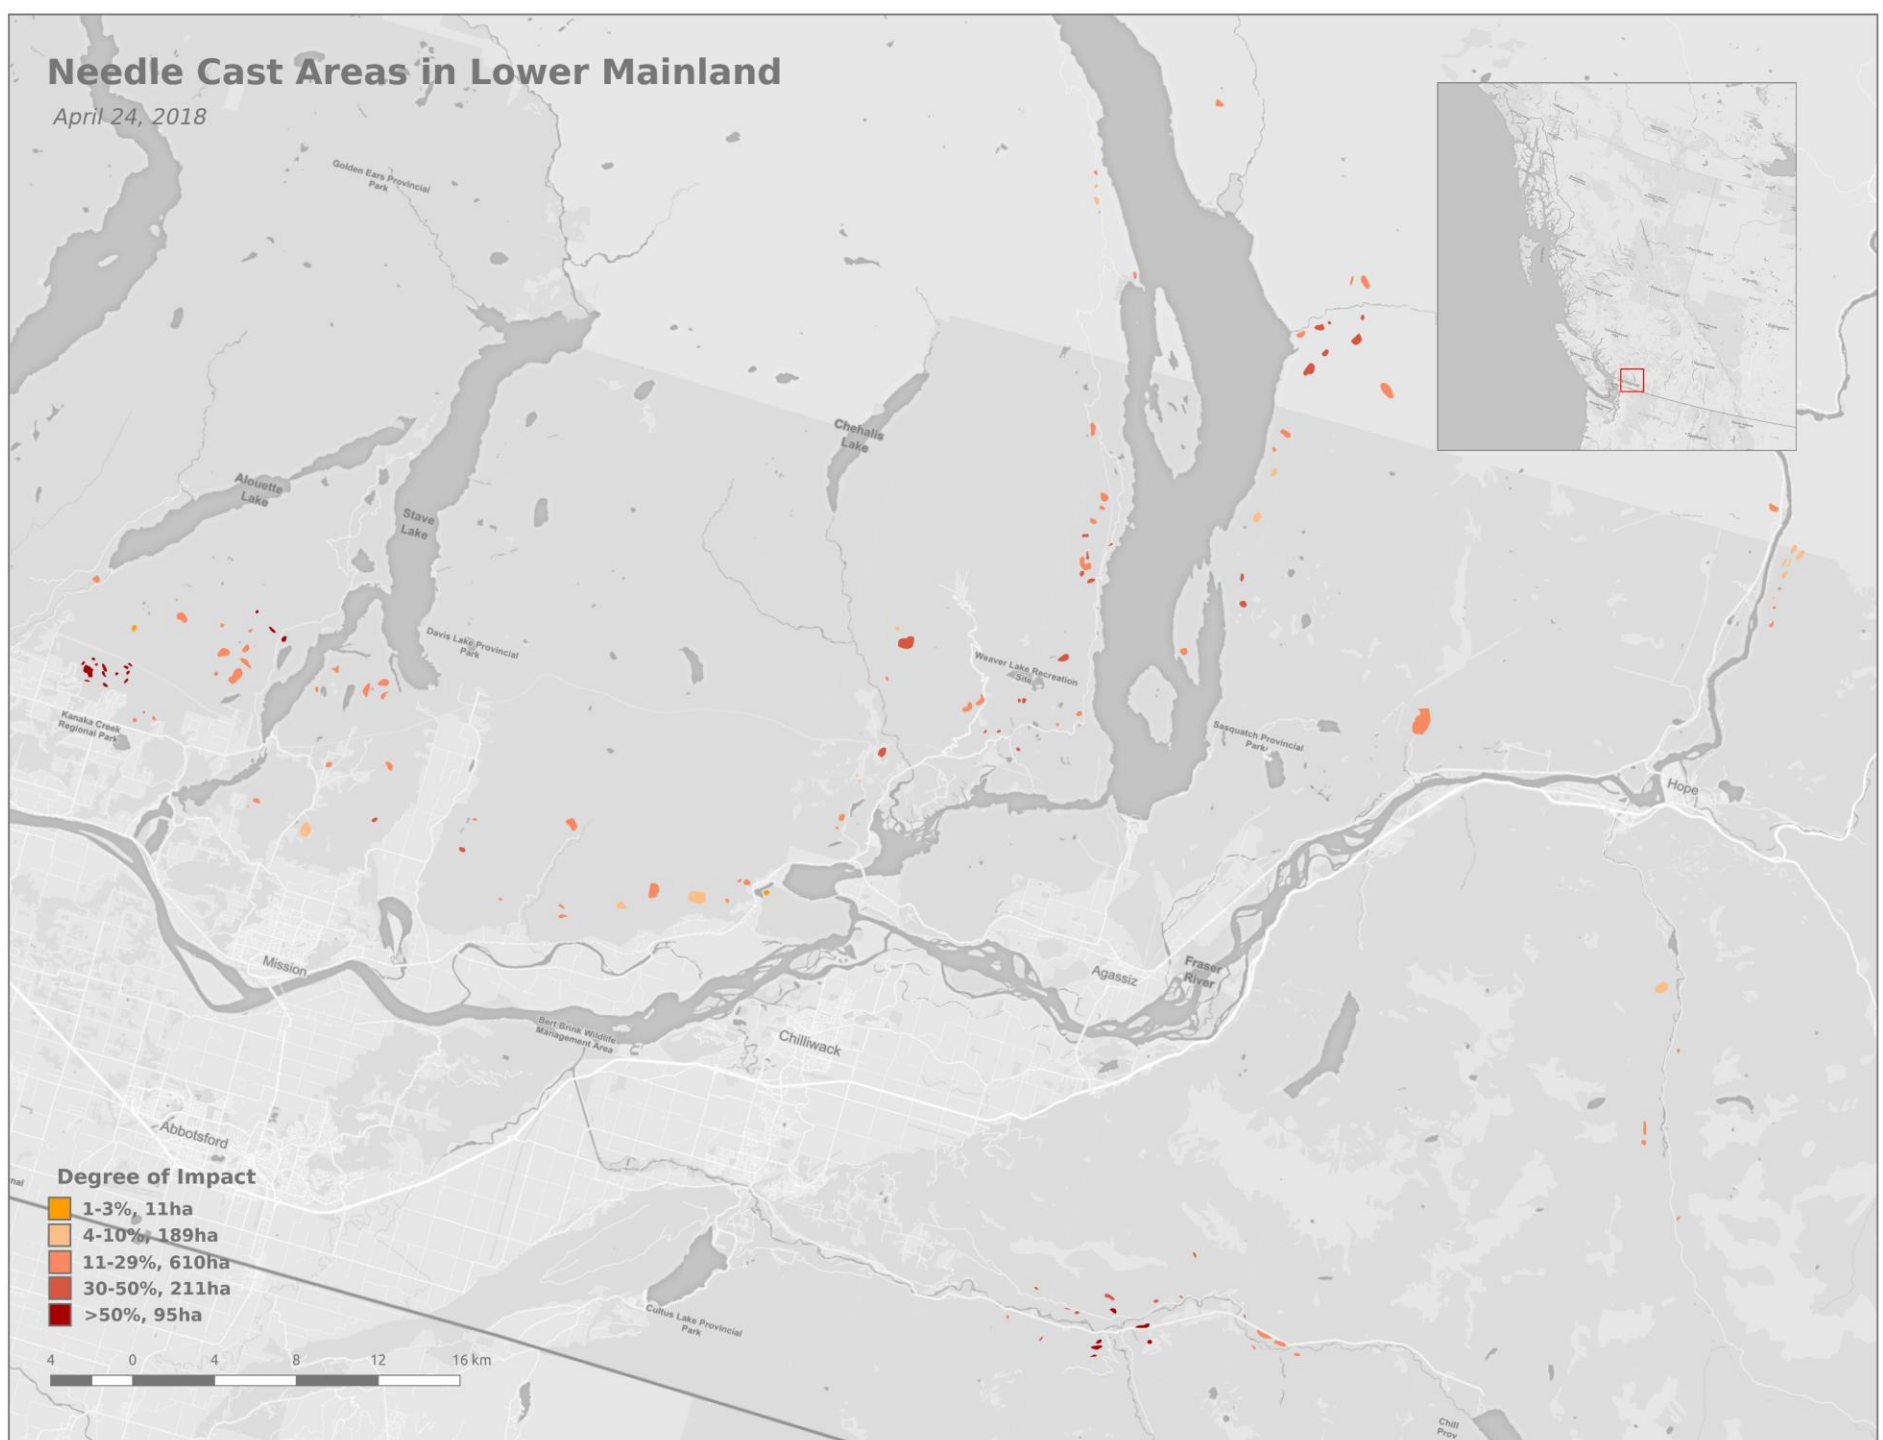 Needle Cast Areas in Lower Mainland
April 24, 2018
Golden Ears Provincial
Park
Chehalis
Lake
Alouette
Lake
Stave
Lake
Davis Lake Provincial
Park
Weaver Lake Recreation
Site
Kanaka Creek
Regional Park
Sasquatch Provincial
Park
Hope
Mission
Agassiz
Fraser
River
Bert Brink Wildlife
Management Area
Chilliwack
Abbotsford
nal
Degree of Impact
1-3%, 11ha
4-10%, 189ha
11-29%, 610ha
30-50%, 211ha
>50%, 95ha
Cultus Lake Provincial
Park
4 0 4 8 12 16 km
Chill
Prov